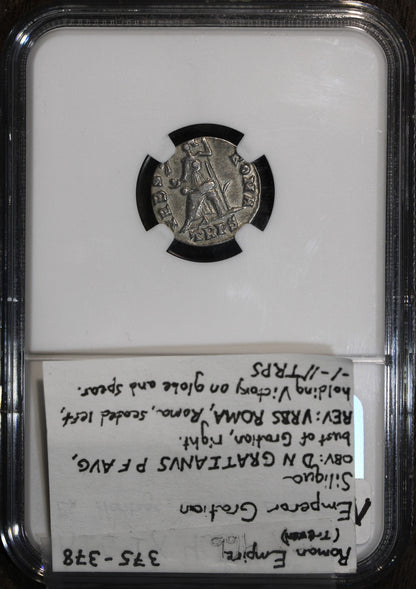 VRBS ROMA
TRPS
Roman Empire, 375-378
(Trier)
Emperor Gratian
Siliqua
OBV: D N GRATIANVS P F AVG,
bust of Gratian, right.
REV: VRBS ROMA, Roma, seated left,
holding Victory on globe and spear.
-/-//TRPS